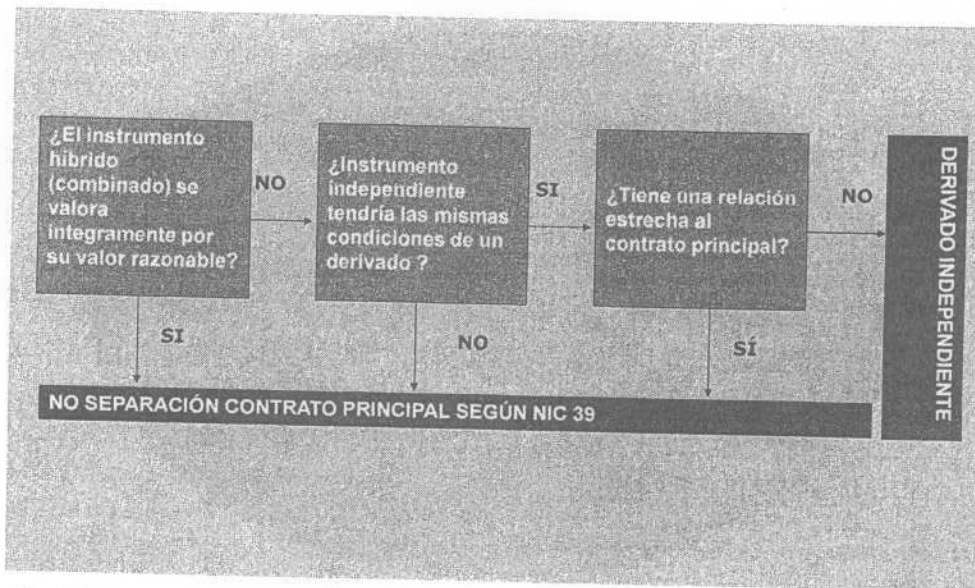 ¿El instrumento
híbrido
(combinado) se
valora
íntegramente por
su valor razonable?
NO
¿Instrumento
independiente
tendría las mismas
condiciones de un
derivado ?
SI
¿Tiene una relación
estrecha al
contrato principal?
NO
DERIVADO INDEPENDIENTE
SI
NO
SÍ
NO SEPARACIÓN CONTRATO PRINCIPAL SEGÚN NIC 39